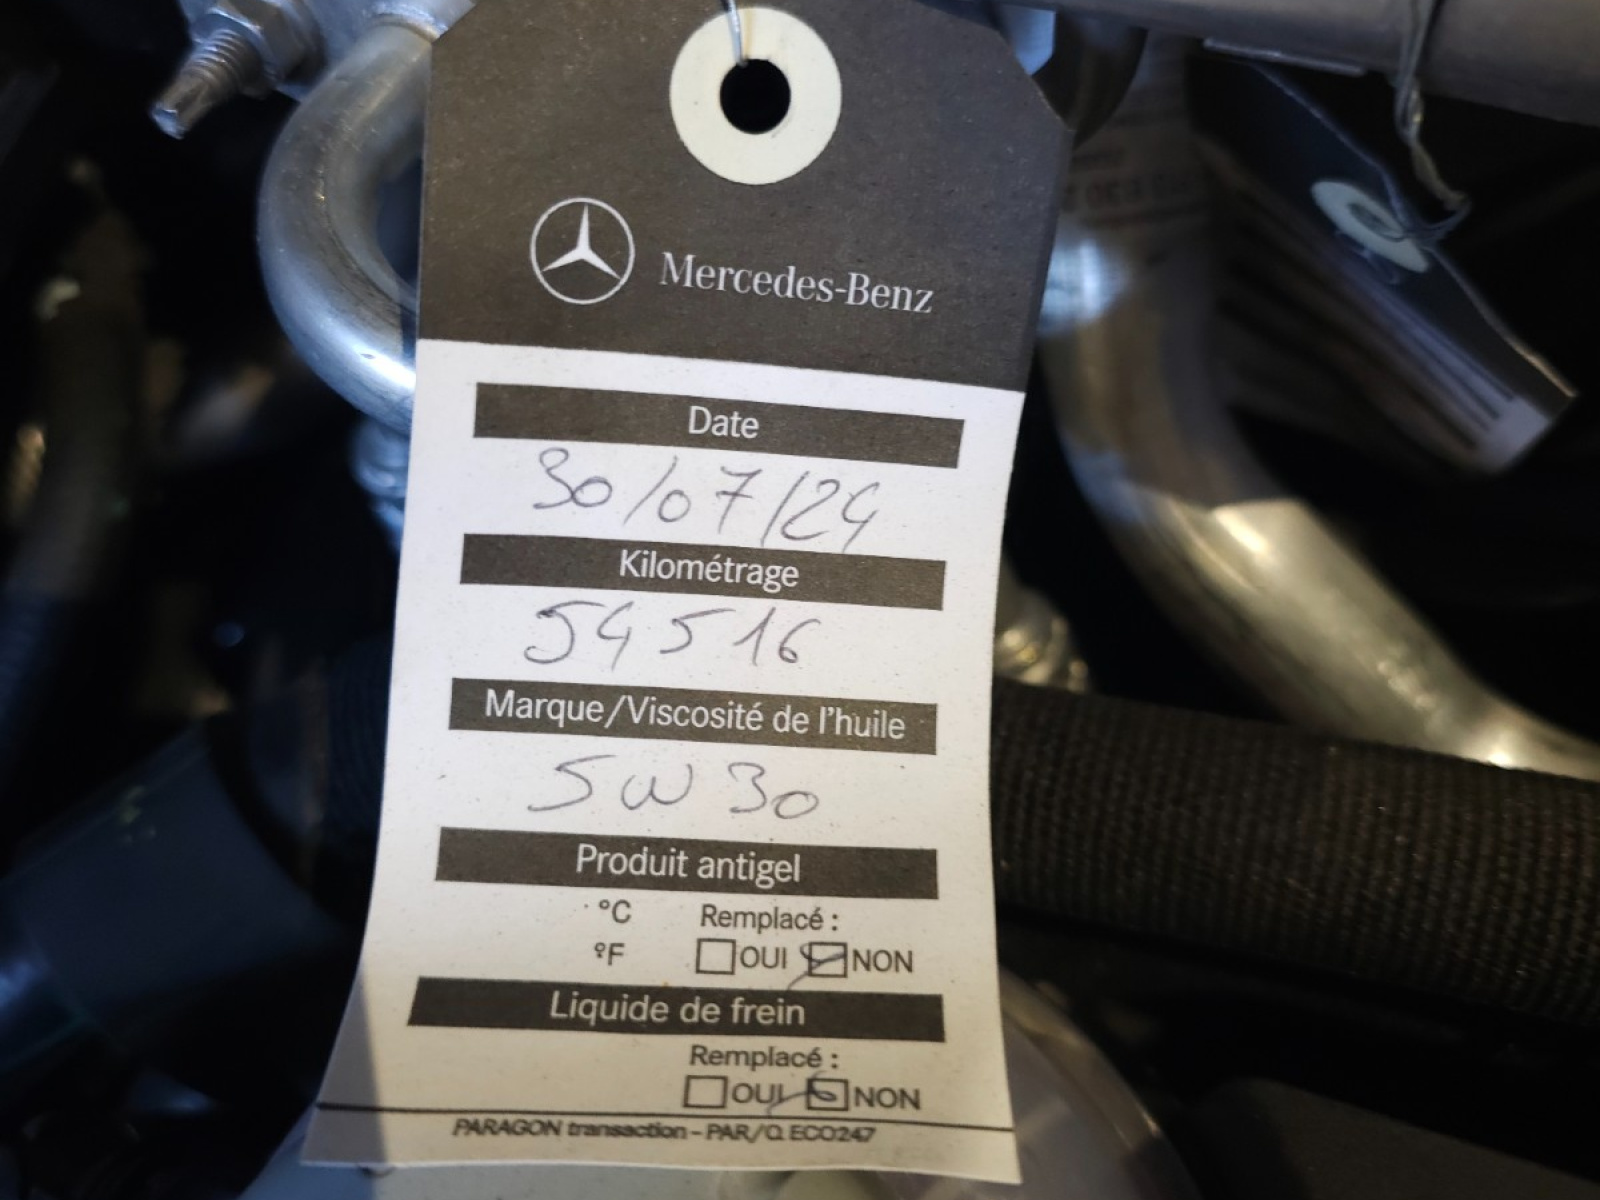 Mercedes-Benz
Date
30/07/24
Kilométrage
54516
Marque/Viscosité de l'huile
5W30
Produit antigel
°C Remplacé :
°F OUI NON
Liquide de frein
Remplacé :
OUI NON
PARAGON transaction - PAR/Q ECO247